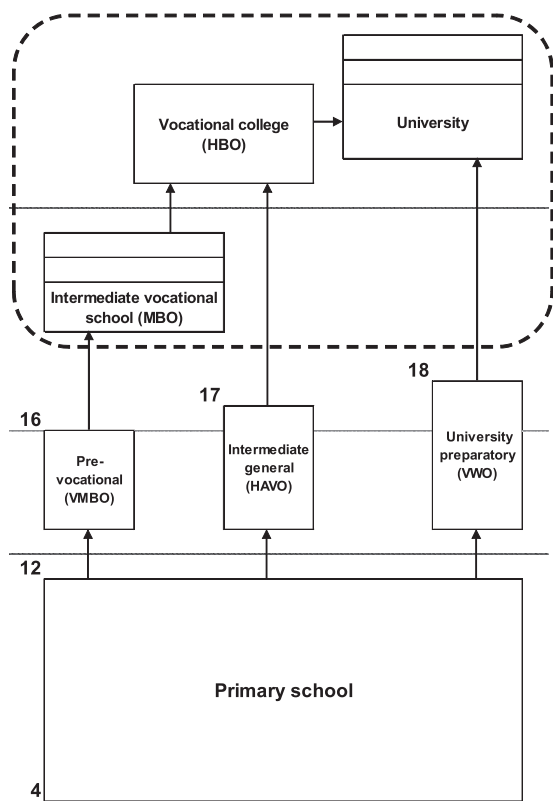 Vocational college
(HBO)
University
Intermediate vocational
school (MBO)
18
17
16
Pre-
vocational
(VMBO)
Intermediate
general
(HAVO)
University
preparatory
(VWO)
12
Primary school
4